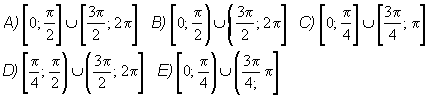 A) [0; π/2] ∪ [3π/2; 2π] B) [0; π/2) ∪ (3π/2; 2π] C) [0; π/4] ∪ [3π/4; π]
D) [π/4; π/2) ∪ (3π/2; 2π] E) [0; π/4) ∪ (3π/4; π]